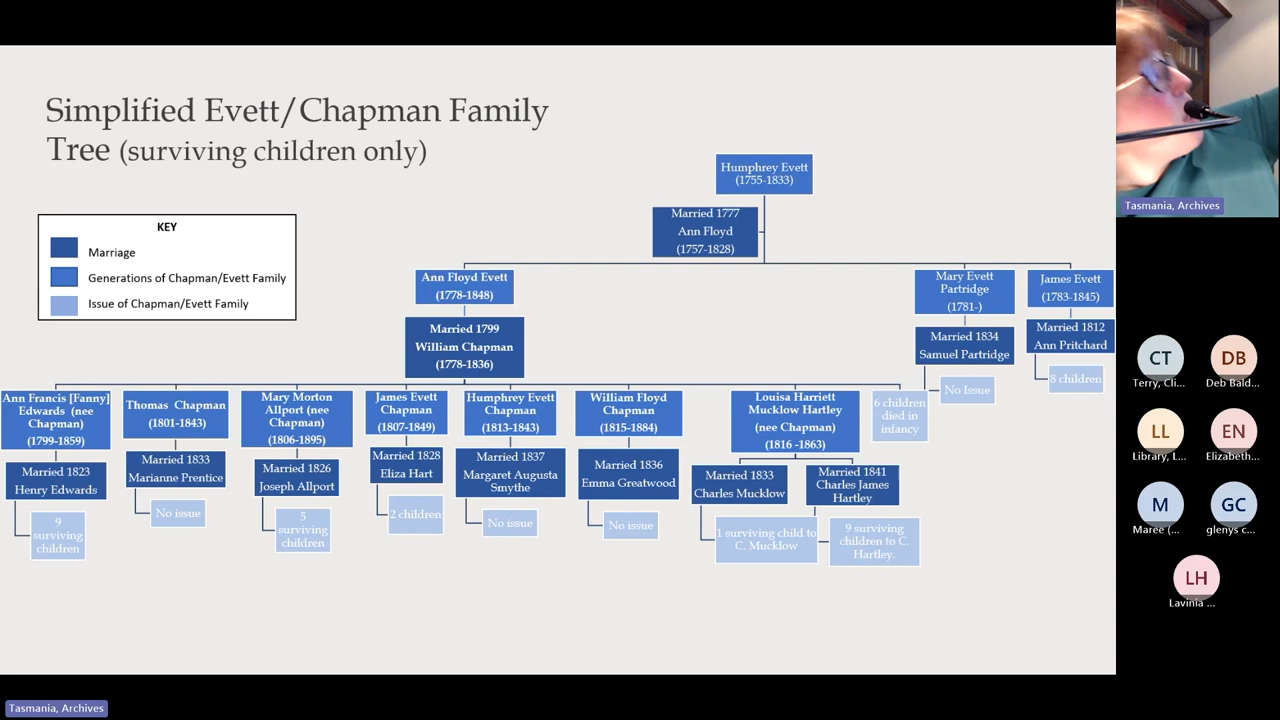 Simplified Evett/Chapman Family
Tree (surviving children only)
KEY
Marriage
Generations of Chapman/Evett Family
Issue of Chapman/Evett Family
Humphrey Evett
(1755-1833)
Married 1777
Ann Floyd
(1757-1828)
Ann Floyd Evett
(1778-1848)
Married 1799
William Chapman
(1778-1836)
Mary Evett
Partridge
(1781-)
Married 1834
Samuel Partridge
No Issue
James Evett
(1783-1845)
Married 1812
Ann Pritchard
8 children
Ann Francis [Fanny]
Edwards (nee
Chapman)
(1799-1859)
Married 1823
Henry Edwards
9
surviving
children
Thomas Chapman
(1801-1843)
Married 1833
Marianne Prentice
No issue
Mary Morton
Allport (nee
Chapman)
(1806-1895)
Married 1826
Joseph Allport
5
surviving
children
James Evett
Chapman
(1807-1849)
Married 1828
Eliza Hart
2 children
Humphrey Evett
Chapman
(1813-1843)
Married 1837
Margaret Augusta
Smythe
No issue
William Floyd
Chapman
(1815-1884)
Married 1836
Emma Greatwood
No issue
Louisa Harriett
Mucklow Hartley
(nee Chapman)
(1816 -1863)
Married 1833
Charles Mucklow
1 surviving child to
C. Mucklow
Married 1841
Charles James
Hartley
9 surviving
children to C.
Hartley.
6 children
died in
infancy
Tasmania, Archives
CT
Terry, Cli...
DB
Deb Bald...
LL
Library, L...
EN
Elizabeth...
M
Maree (...
GC
glenys c...
LH
Lavinia ...
Tasmania, Archives